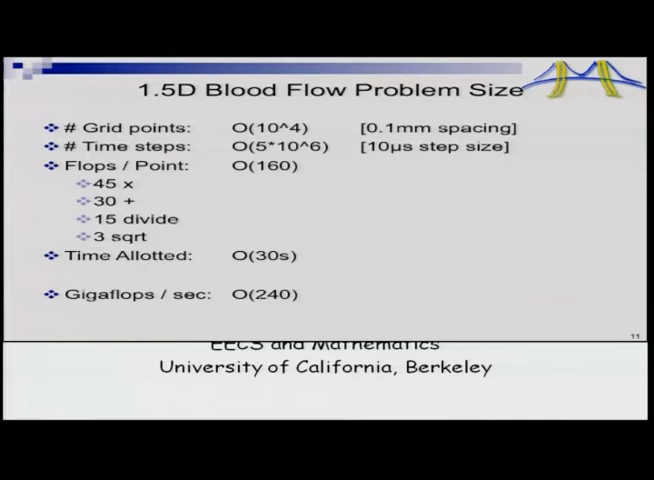 1.5D Blood Flow Problem Size
# Grid points: O(10^4) [0.1mm spacing]
# Time steps: O(5*10^6) [10µs step size]
Flops / Point: O(160)
45 x
30 +
15 divide
3 sqrt
Time Allotted: O(30s)
Gigaflops / sec: O(240)
11
EECS and Mathematics
University of California, Berkeley